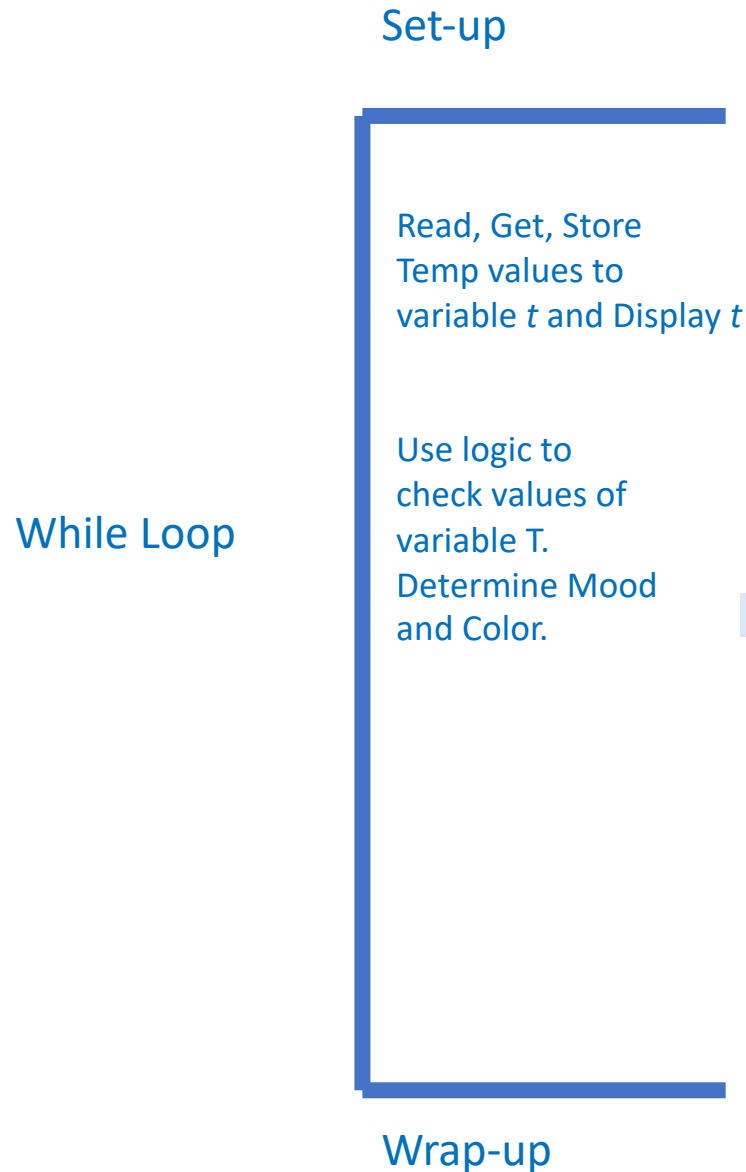 Set-up
Read, Get, Store
Temp values to
variable t and Display t
Use logic to
check values of
variable T.
Determine Mood
and Color.
While Loop
Wrap-up